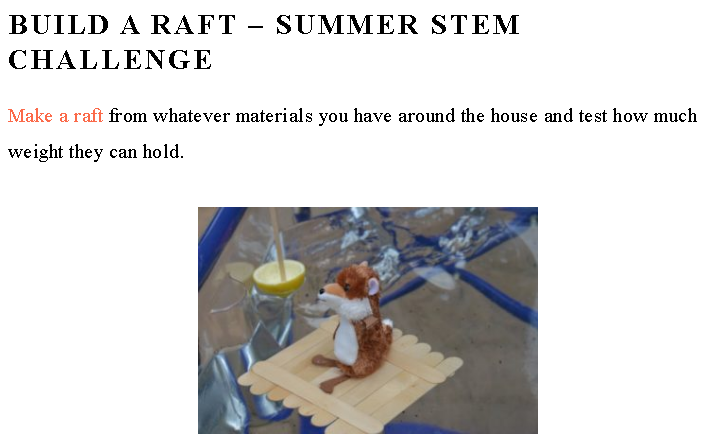 BUILD A RAFT – SUMMER STEM
CHALLENGE
Make a raft from whatever materials you have around the house and test how much
weight they can hold.